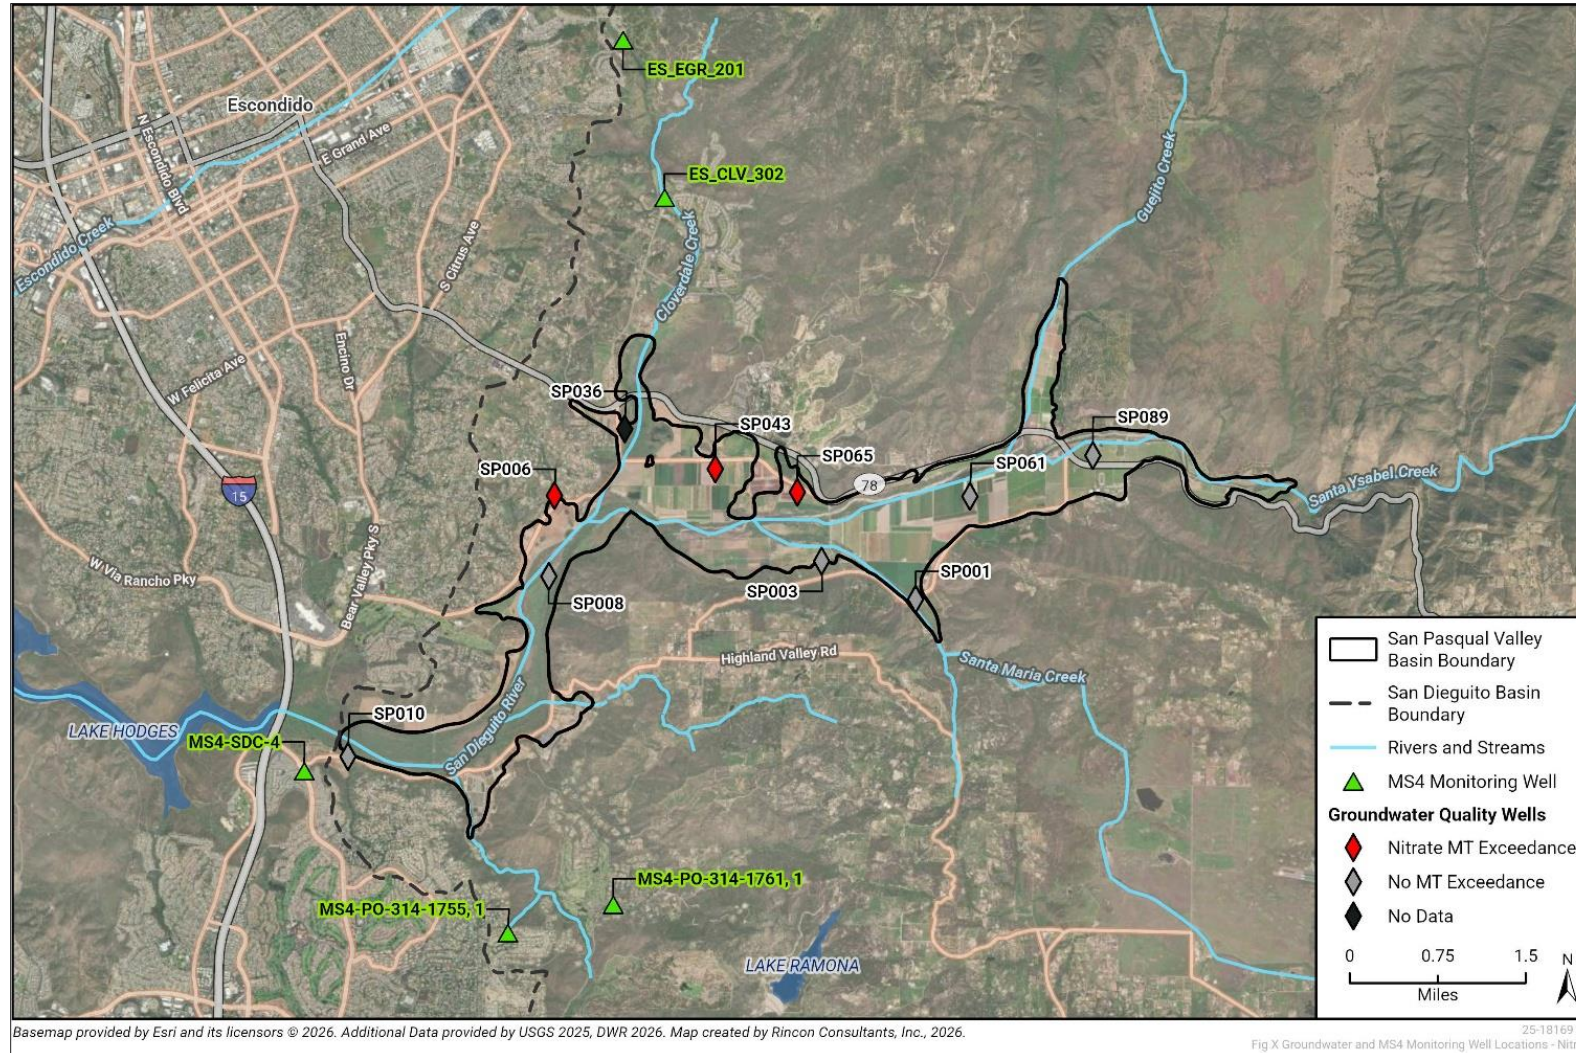 ES_EGR_201
Escondido
N Escondido Blvd
E Grand Ave
ES_CLV_302
Escondido Creek
S Citrus Ave
Cloverdale Creek
Guejito Creek
Encino Dr
W Felicita Ave
SP036
SP043
SP089
SP006
SP065
SP061
78
15
Santa Ysabel Creek
W Via Rancho Pky
Bear Valley Pky S
SP003
SP001
SP008
Highland Valley Rd
Santa Maria Creek
SP010
LAKE HODGES
MS4-SDC-4
San Dieguito River
MS4-PO-314-1761, 1
MS4-PO-314-1755, 1
LAKE RAMONA
San Pasqual Valley
Basin Boundary
San Dieguito Basin
Boundary
Rivers and Streams
MS4 Monitoring Well
Groundwater Quality Wells
Nitrate MT Exceedance
No MT Exceedance
No Data
0 0.75 1.5
Miles
N
Basemap provided by Esri and its licensors © 2026. Additional Data provided by USGS 2025, DWR 2026. Map created by Rincon Consultants, Inc., 2026.
25-18169
Fig X Groundwater and MS4 Monitoring Well Locations - Nitr